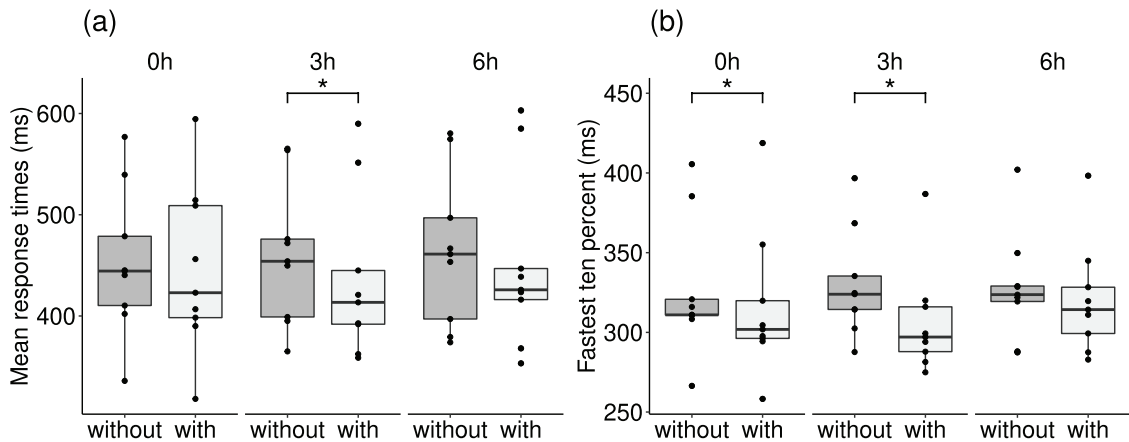 (a)
0h 3h 6h
*
Mean response times (ms)
600
500
400
without with without with without with
(b)
0h 3h 6h
* *
Fastest ten percent (ms)
450
400
350
300
250
without with without with without with